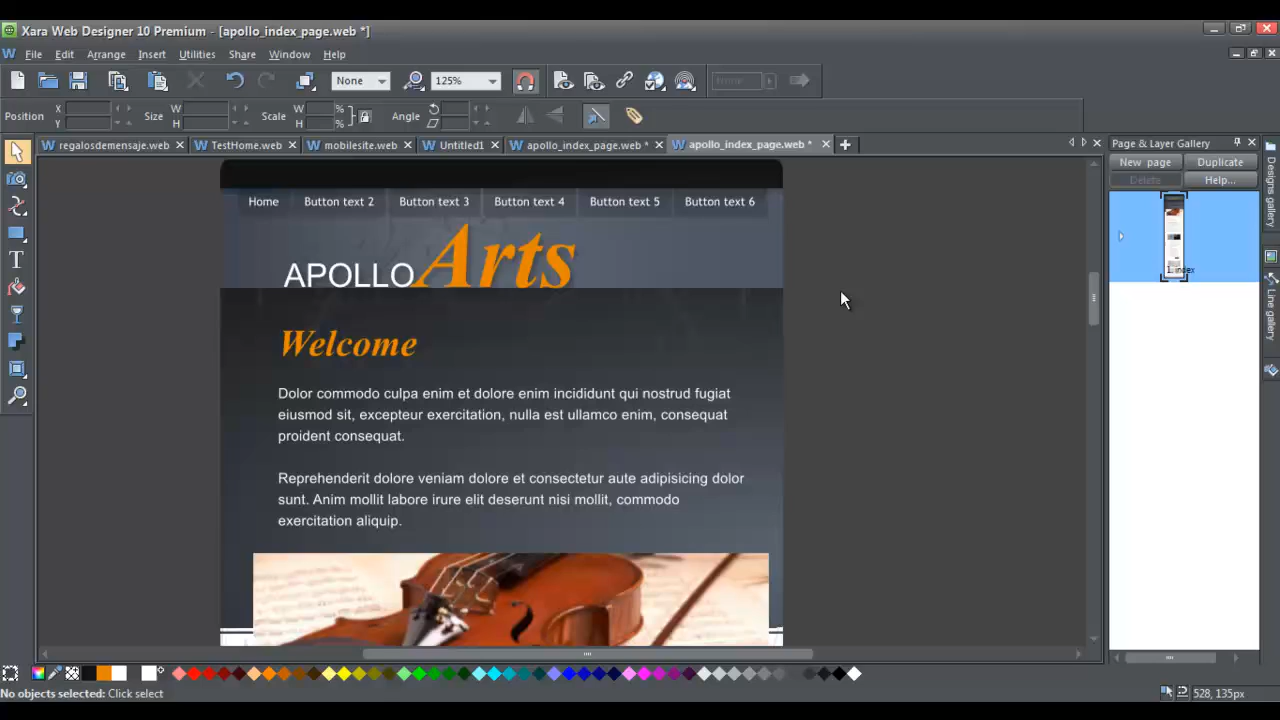 Xara Web Designer 10 Premium - [apollo_index_page.web *]
File Edit Arrange Insert Utilities Share Window Help
None 125%
Position X Y Size W H Scale W H % % Angle
regalosdemensaje.web TestHome.web mobilesite.web Untitled1 apollo_index_page.web * apollo_index_page.web *
Page & Layer Gallery
New page Duplicate
Delete Help...
1. index
Designs gallery
Line gallery
Home Button text 2 Button text 3 Button text 4 Button text 5 Button text 6
APOLLO Arts
Welcome
Dolor commodo culpa enim et dolore enim incididunt qui nostrud fugiat
eiusmod sit, excepteur exercitation, nulla est ullamco enim, consequat
proident consequat.
Reprehenderit dolore veniam dolore et consectetur aute adipisicing dolor
sunt. Anim mollit labore irure elit deserunt nisi mollit, commodo
exercitation aliquip.
No objects selected: Click select
528, 135px